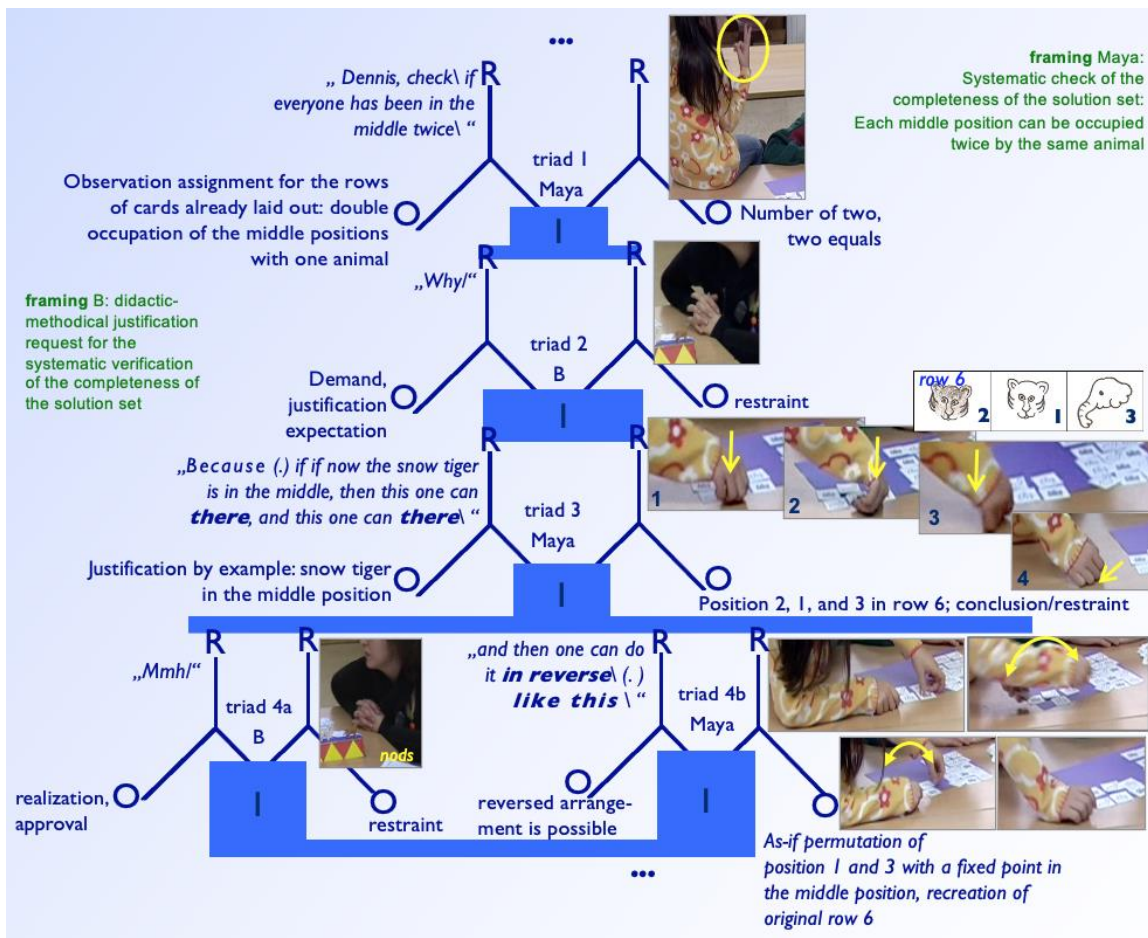 ...
R
R
„ Dennis, check\ if
everyone has been in the
middle twice\ “
framing Maya:
Systematic check of the
completeness of the solution set:
Each middle position can be occupied
twice by the same animal
triad 1
Maya
Observation assignment for the rows
of cards already laid out: double
occupation of the middle positions
with one animal
O
I
O
Number of two,
two equals
R
R
„Why/“
framing B: didactic-
methodical justification
request for the
systematic verification
of the completeness of
the solution set
triad 2
B
Demand,
justification
expectation
O
I
O
restraint
row 6
2
1
3
R
R
„Because (.) if if now the snow tiger
is in the middle, then this one can
there, and this one can there\ “
1
2
3
4
triad 3
Maya
Justification by example: snow tiger
in the middle position
O
I
O
Position 2, 1, and 3 in row 6; conclusion/restraint
R
R
„Mmh/“
triad 4a
B
nods
realization,
approval
O
I
O
restraint
R
R
„and then one can do
it in reverse\ (. )
like this \ “
triad 4b
Maya
O
reversed arrange-
ment is possible
I
O
As-if permutation of
position 1 and 3 with a fixed point in
the middle position, recreation of
original row 6
...